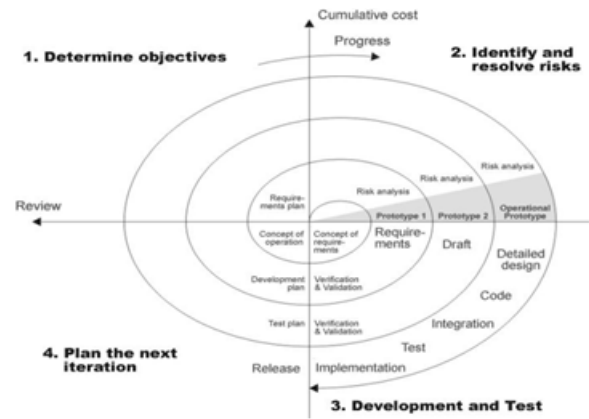 Cumulative cost
Progress
1. Determine objectives
2. Identify and
resolve risks
Risk analysis
Risk analysis
Risk analysis
Review
Require-
ments plan
Prototype 1
Prototype 2
Operational
Prototype
Concept of
operation
Concept of
require-
ments
Require-
ments
Draft
Detailed
design
Development
plan
Verification
& Validation
Code
Test plan
Verification
& Validation
Integration
Test
4. Plan the next
iteration
Release
Implementation
3. Development and Test